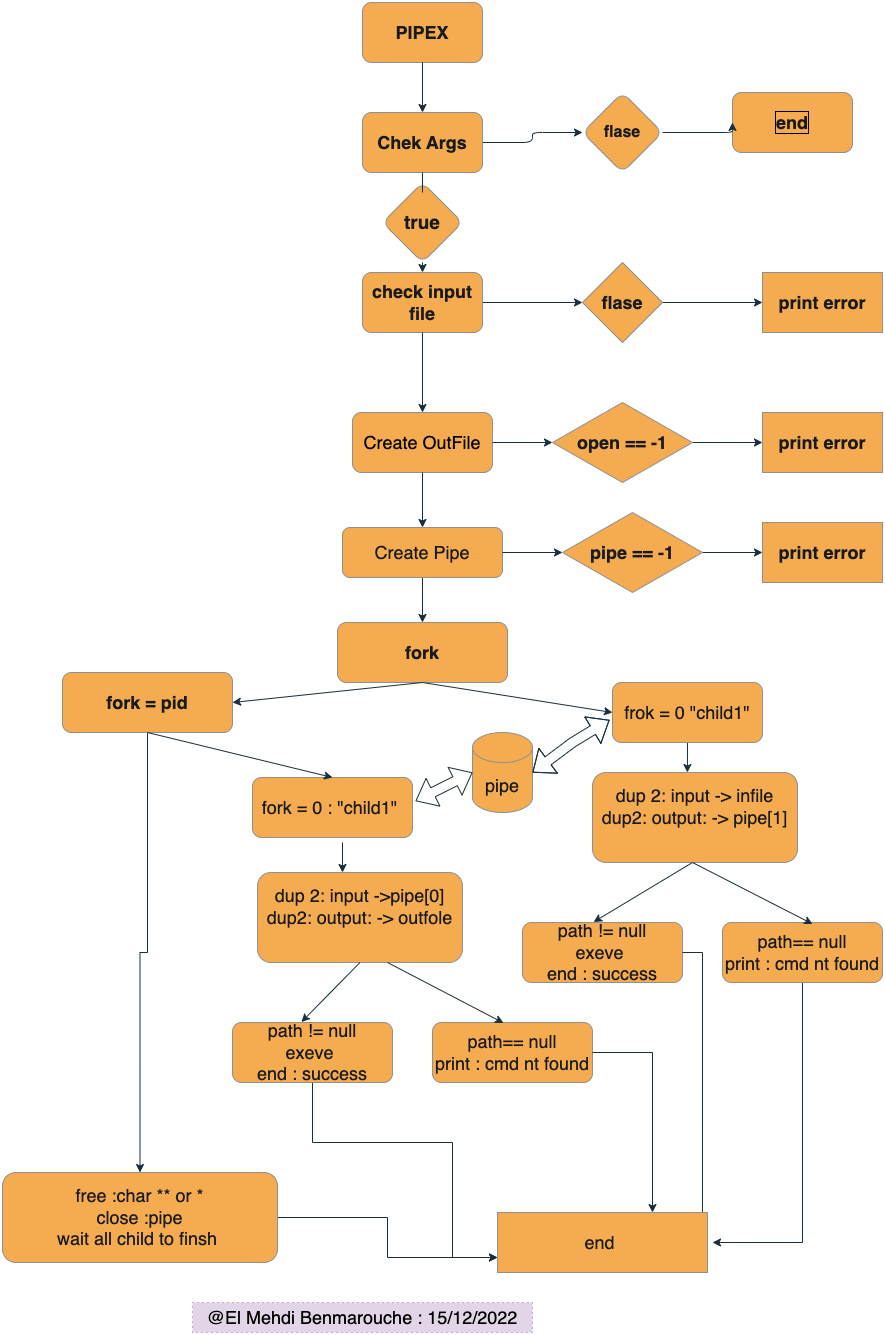 PIPEX
Chek Args
flase
end
true
check input
file
flase
print error
Create OutFile
open == -1
print error
Create Pipe
pipe == -1
print error
fork
fork = pid
frok = 0 "child1"
pipe
fork = 0 : "child1"
dup 2: input -> infile
dup2: output: -> pipe[1]
dup 2: input ->pipe[0]
dup2: output: -> outfole
path != null
exeve
end : success
path== null
print : cmd nt found
path != null
exeve
end : success
path== null
print : cmd nt found
free :char ** or *
close :pipe
wait all child to finsh
end
@El Mehdi Benmarouche : 15/12/2022